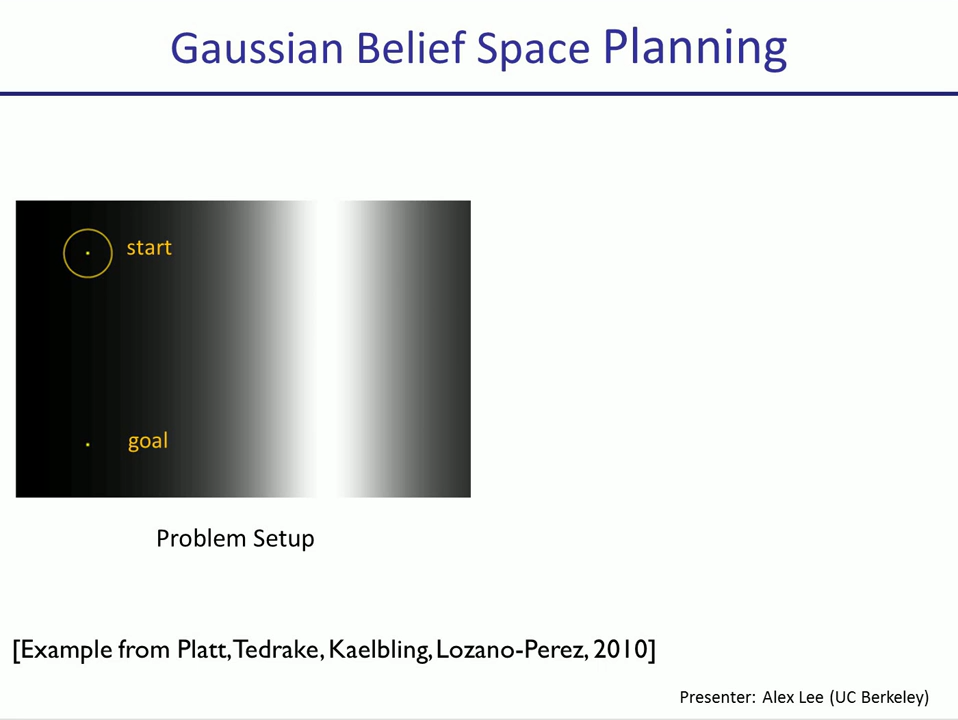 Gaussian Belief Space Planning
start
goal
Problem Setup
[Example from Platt, Tedrake, Kaelbling, Lozano-Perez, 2010]
Presenter: Alex Lee (UC Berkeley)